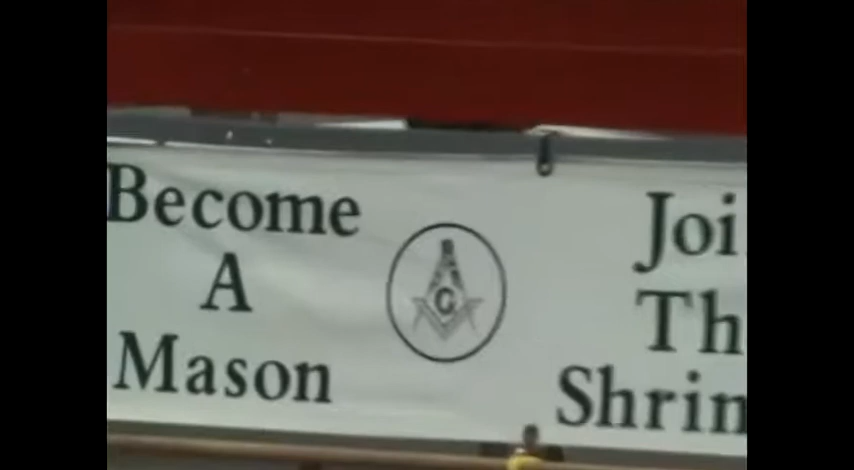 Become
A
Mason
G
Joi
Th
Shrin